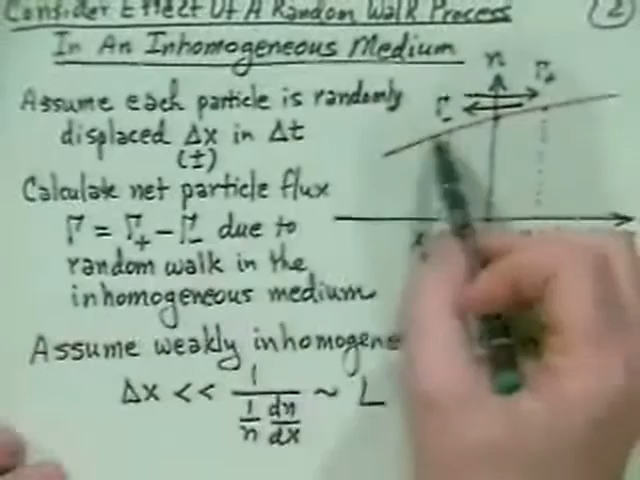 Consider Effect Of A Random Walk Process
(2)
In An Inhomogeneous Medium
Assume each particle is randomly
displaced Δx in Δt
(±)
Calculate net particle flux
Γ = Γ₊ − Γ₋ due to
random walk in the
inhomogeneous medium
Assume weakly inhomogene
Δx << 1 / (1/n dn/dx) ~ L
n
Γ₊
Γ₋